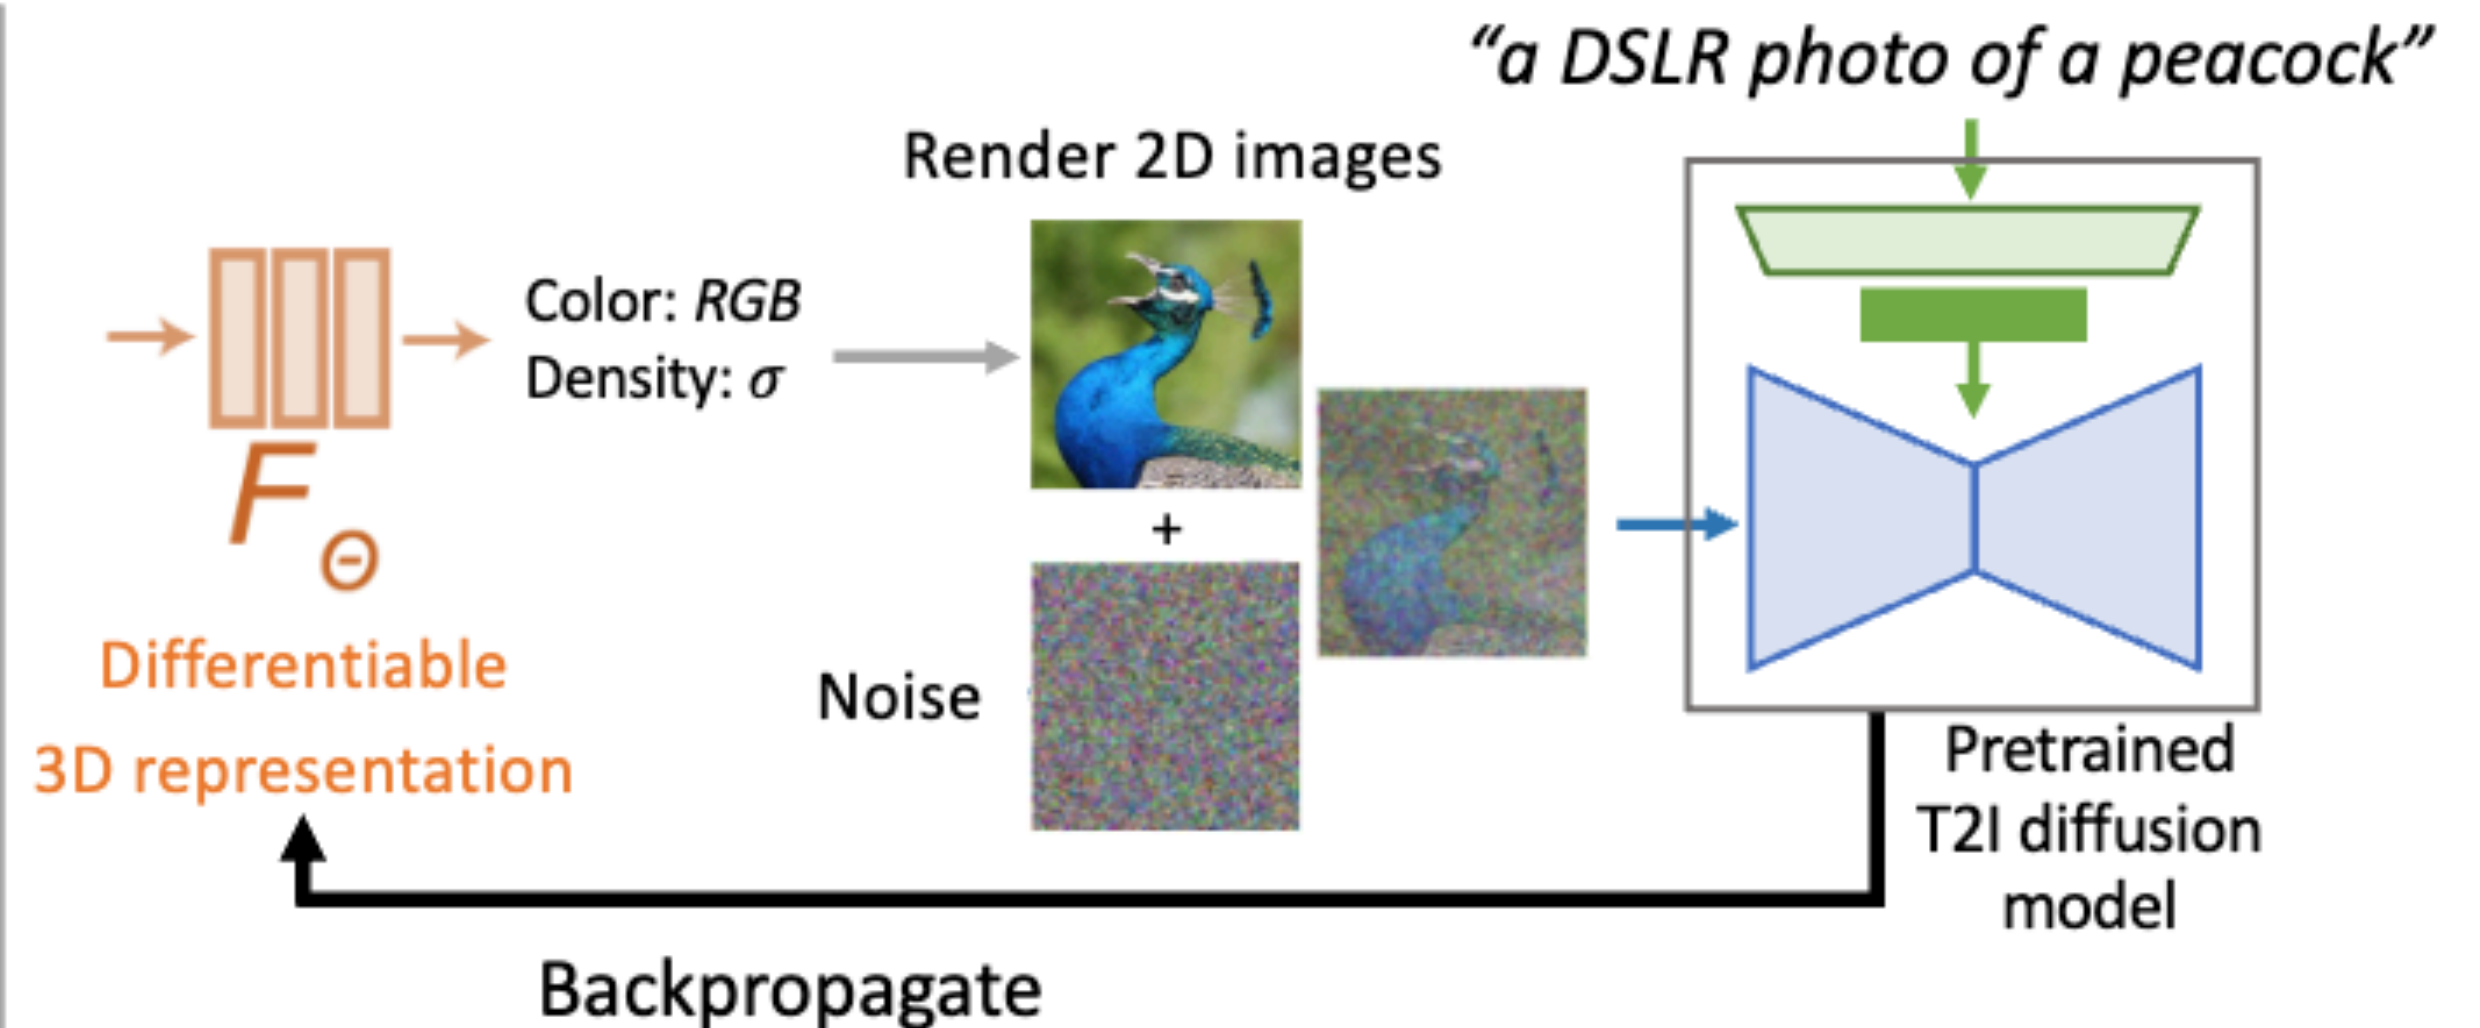 “a DSLR photo of a peacock”
Render 2D images
Color: RGB
Density: σ
+
F
Θ
Differentiable
3D representation
Noise
Pretrained
T2I diffusion
model
Backpropagate